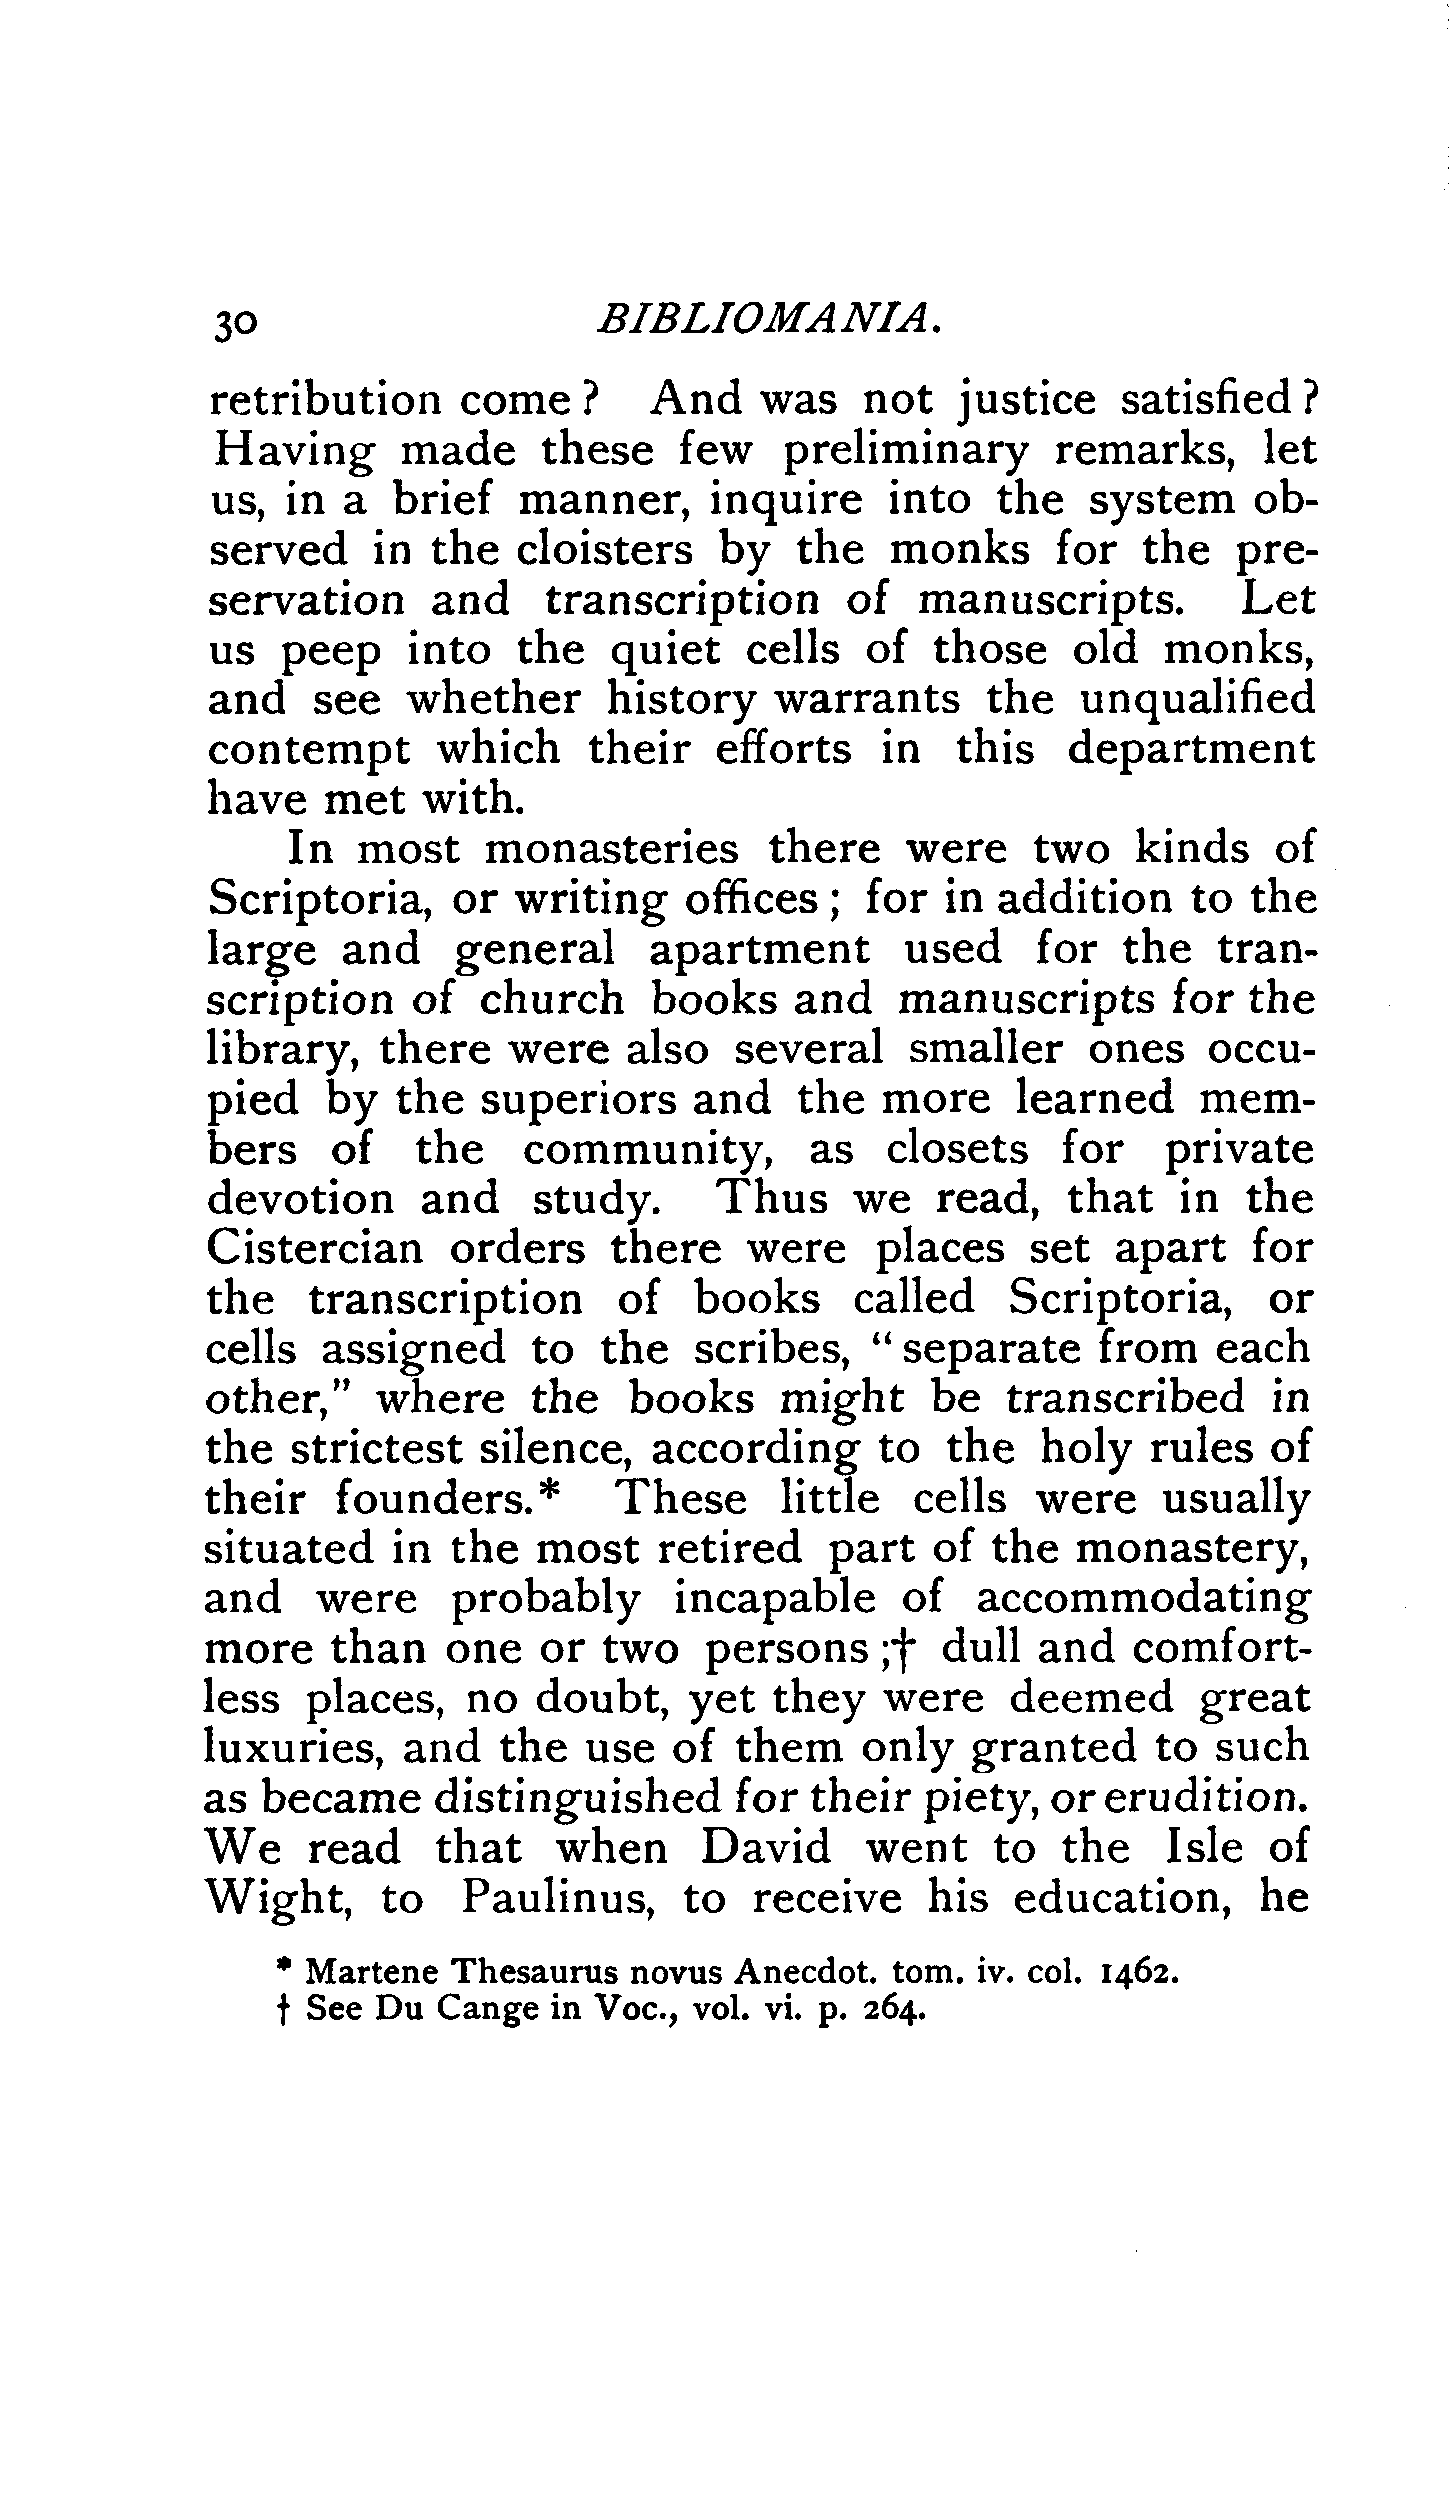 30 BIBLIOMANIA.
retribution come? And was not justice satisfied?
Having made these few preliminary remarks, let
us, in a brief manner, inquire into the system ob-
served in the cloisters by the monks for the pre-
servation and transcription of manuscripts. Let
us peep into the quiet cells of those old monks,
and see whether history warrants the unqualified
contempt which their efforts in this department
have met with.
In most monasteries there were two kinds of
Scriptoria, or writing offices; for in addition to the
large and general apartment used for the tran-
scription of church books and manuscripts for the
library, there were also several smaller ones occu-
pied by the superiors and the more learned mem-
bers of the community, as closets for private
devotion and study. Thus we read, that in the
Cistercian orders there were places set apart for
the transcription of books called Scriptoria, or
cells assigned to the scribes, "separate from each
other," where the books might be transcribed in
the strictest silence, according to the holy rules of
their founders.* These little cells were usually
situated in the most retired part of the monastery,
and were probably incapable of accommodating
more than one or two persons;† dull and comfort-
less places, no doubt, yet they were deemed great
luxuries, and the use of them only granted to such
as became distinguished for their piety, or erudition.
We read that when David went to the Isle of
Wight, to Paulinus, to receive his education, he
* Martene Thesaurus novus Anecdot. tom. iv. col. 1462.
† See Du Cange in Voc., vol. vi. p. 264.